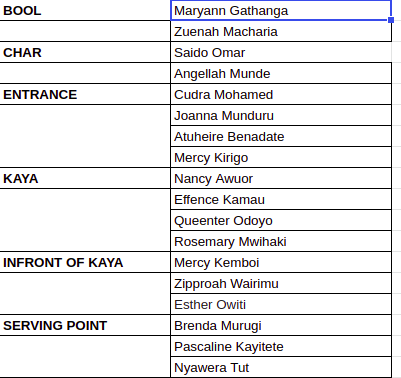 BOOL Maryann Gathanga
Zuenah Macharia
CHAR Saido Omar
Angellah Munde
ENTRANCE Cudra Mohamed
Joanna Munduru
Atuheire Benadate
Mercy Kirigo
KAYA Nancy Awuor
Effence Kamau
Queenter Odoyo
Rosemary Mwihaki
INFRONT OF KAYA Mercy Kemboi
Zipproah Wairimu
Esther Owiti
SERVING POINT Brenda Murugi
Pascaline Kayitete
Nyawera Tut